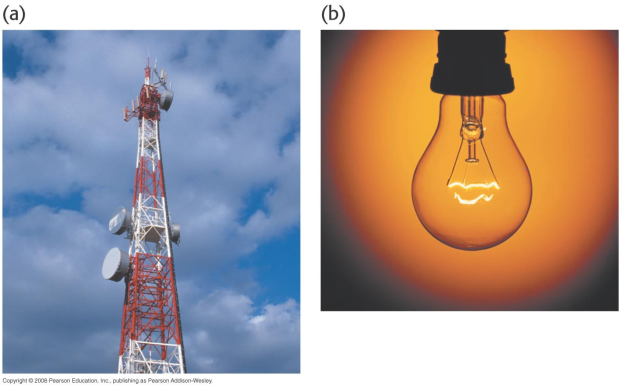 (a)
(b)
Copyright © 2008 Pearson Education, Inc., publishing as Pearson Addison-Wesley.